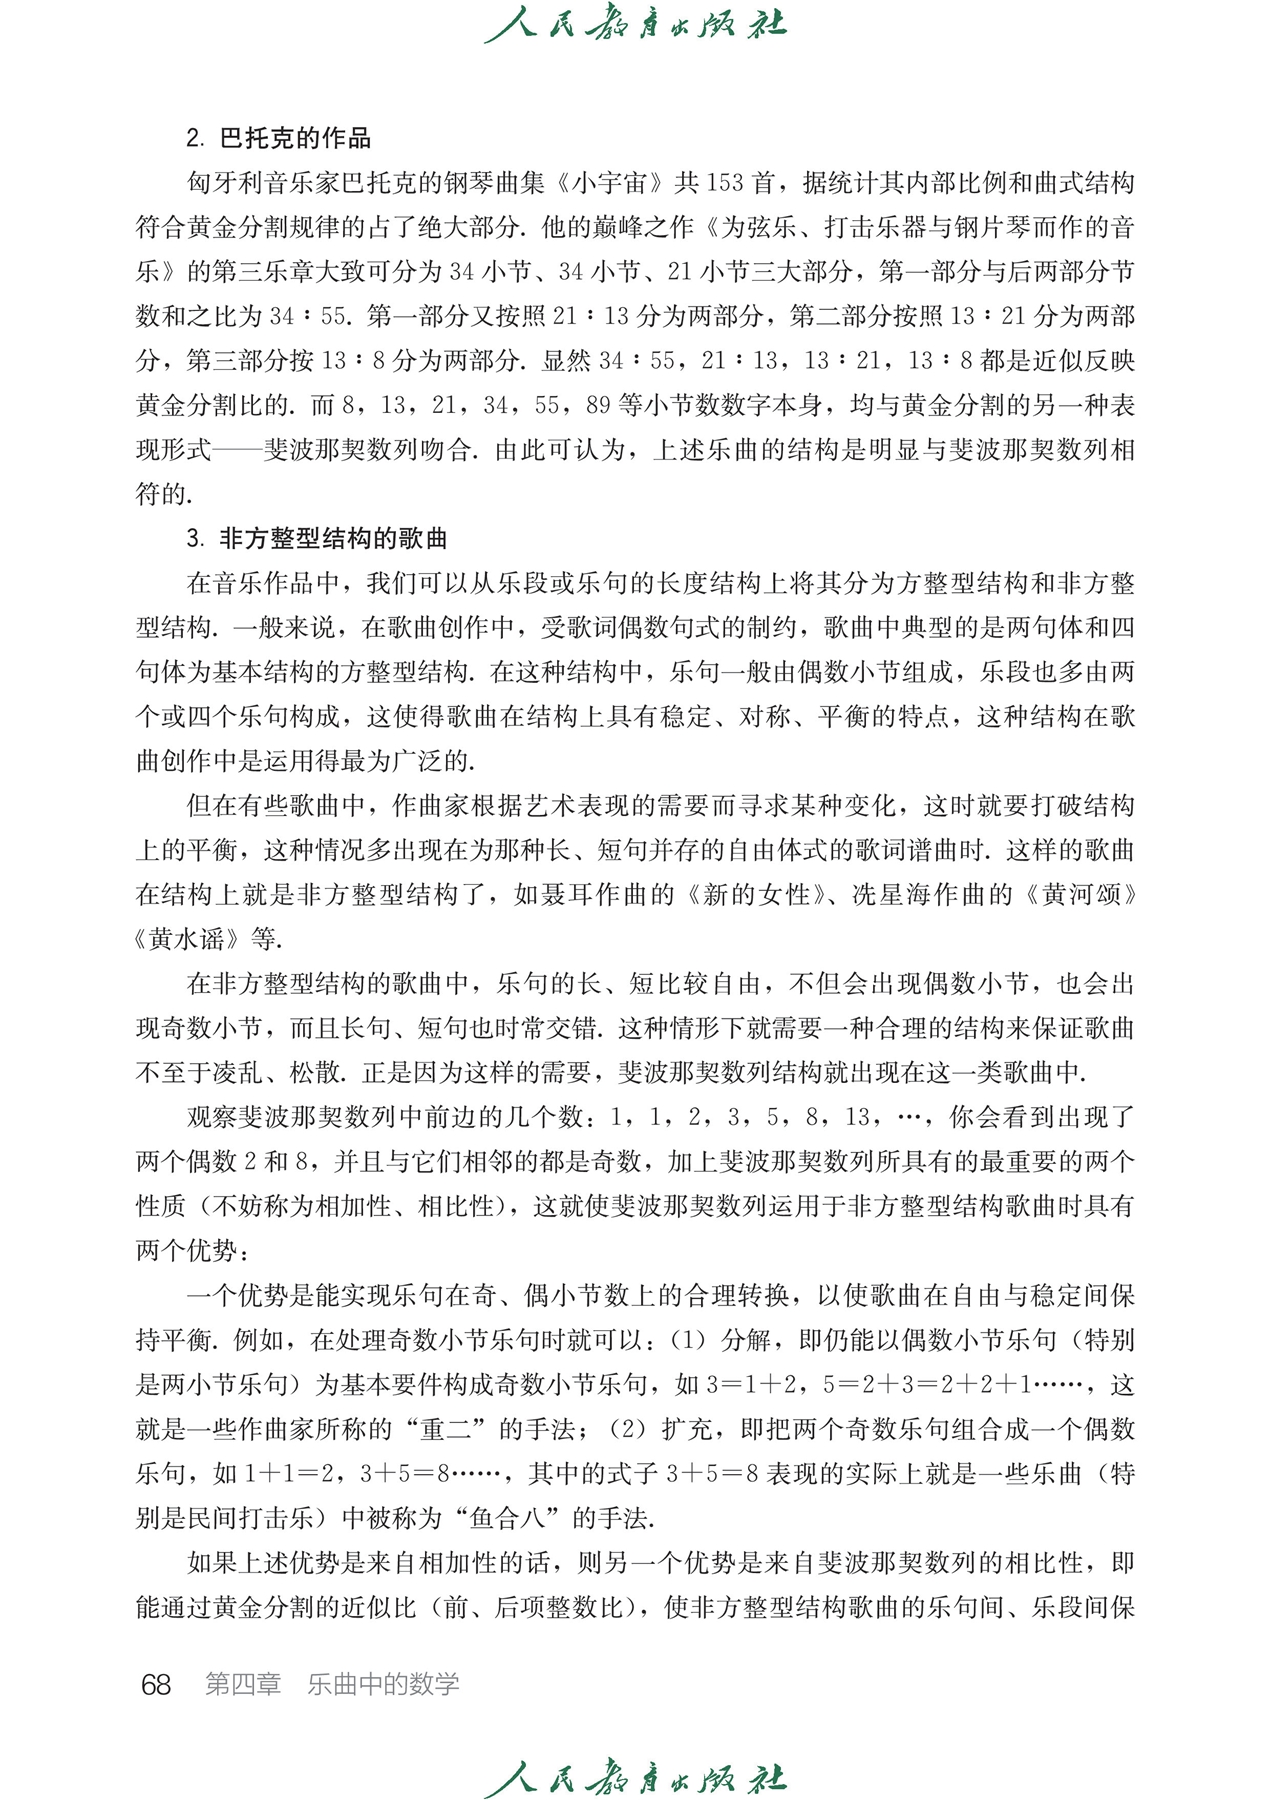 人民教育出版社
2. 巴托克的作品
匈牙利音乐家巴托克的钢琴曲集《小宇宙》共 153 首，据统计其内部比例和曲式结构
符合黄金分割规律的占了绝大部分. 他的巅峰之作《为弦乐、打击乐器与钢片琴而作的音
乐》的第三乐章大致可分为 34 小节、34 小节、21 小节三大部分，第一部分与后两部分节
数和之比为 34∶55. 第一部分又按照 21∶13 分为两部分，第二部分按照 13∶21 分为两部
分，第三部分按 13∶8 分为两部分. 显然 34∶55，21∶13，13∶21，13∶8 都是近似反映
黄金分割比的. 而 8，13，21，34，55，89 等小节数数字本身，均与黄金分割的另一种表
现形式——斐波那契数列吻合. 由此可认为，上述乐曲的结构是明显与斐波那契数列相
符的.
3. 非方整型结构的歌曲
在音乐作品中，我们可以从乐段或乐句的长度结构上将其分为方整型结构和非方整
型结构. 一般来说，在歌曲创作中，受歌词偶数句式的制约，歌曲中典型的是两句体和四
句体为基本结构的方整型结构. 在这种结构中，乐句一般由偶数小节组成，乐段也多由两
个或四个乐句构成，这使得歌曲在结构上具有稳定、对称、平衡的特点，这种结构在歌
曲创作中是运用得最为广泛的.
但在有些歌曲中，作曲家根据艺术表现的需要而寻求某种变化，这时就要打破结构
上的平衡，这种情况多出现在为那种长、短句并存的自由体式的歌词谱曲时. 这样的歌曲
在结构上就是非方整型结构了，如聂耳作曲的《新的女性》、冼星海作曲的《黄河颂》
《黄水谣》等.
在非方整型结构的歌曲中，乐句的长、短比较自由，不但会出现偶数小节，也会出
现奇数小节，而且长句、短句也时常交错. 这种情形下就需要一种合理的结构来保证歌曲
不至于凌乱、松散. 正是因为这样的需要，斐波那契数列结构就出现在这一类歌曲中.
观察斐波那契数列中前边的几个数：1，1，2，3，5，8，13，…，你会看到出现了
两个偶数 2 和 8，并且与它们相邻的都是奇数，加上斐波那契数列所具有的最重要的两个
性质（不妨称为相加性、相比性），这就使斐波那契数列运用于非方整型结构歌曲时具有
两个优势：
一个优势是能实现乐句在奇、偶小节数上的合理转换，以使歌曲在自由与稳定间保
持平衡. 例如，在处理奇数小节乐句时就可以：（1）分解，即仍能以偶数小节乐句（特别
是两小节乐句）为基本要件构成奇数小节乐句，如 3＝1＋2，5＝2＋3＝2＋2＋1……，这
就是一些作曲家所称的“重二”的手法；（2）扩充，即把两个奇数乐句组合成一个偶数
乐句，如 1＋1＝2，3＋5＝8……，其中的式子 3＋5＝8 表现的实际上就是一些乐曲（特
别是民间打击乐）中被称为“鱼合八”的手法.
如果上述优势是来自相加性的话，则另一个优势是来自斐波那契数列的相比性，即
能通过黄金分割的近似比（前、后项整数比），使非方整型结构歌曲的乐句间、乐段间保
68 第四章 乐曲中的数学
人民教育出版社